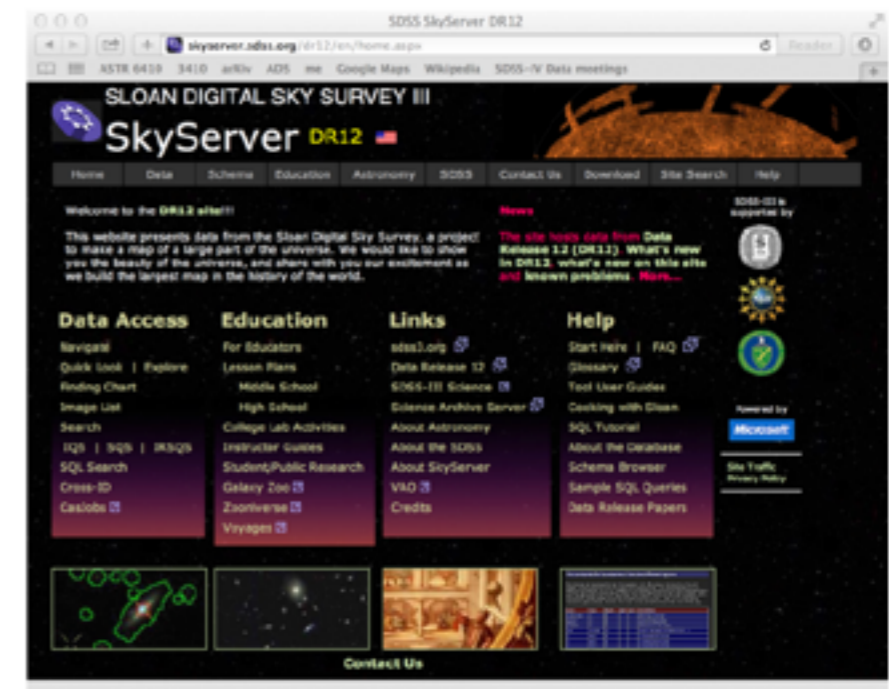 SDSS SkyServer DR12
skyserver.sdss.org/dr12/en/home.aspx
Reader
ASTR 6410 3410 arXiv ADS me Google Maps Wikipedia SDSS-IV Data meetings
SLOAN DIGITAL SKY SURVEY III
SkyServer DR12
Home Data Schema Education Astronomy SDSS Contact Us Download Site Search Help
Welcome to the DR12 site!!!
This website presents data from the Sloan Digital Sky Survey, a project
to make a map of a large part of the universe. We would like to show
you the beauty of the universe, and share with you our excitement as
we build the largest map in the history of the world.
News
The site hosts data from Data
Release 12 (DR12). What's new
in DR12, what's new on this site
and known problems. More...
SDSS-III is
supported by
Data Access
Navigate
Quick Look | Explore
Finding Chart
Image List
Search
IQS | SQS | IRSQS
SQL Search
Cross-ID
CasJobs
Education
For Educators
Lesson Plans
Middle School
High School
College Lab Activities
Instructor Guides
Student/Public Research
Galaxy Zoo
Zooniverse
Voyages
Links
sdss3.org
Data Release 12
SDSS-III Science
Science Archive Server
About Astronomy
About the SDSS
About SkyServer
VAO
Credits
Help
Start Here | FAQ
Glossary
Tool User Guides
Cooking with Sloan
SQL Tutorial
About the Database
Schema Browser
Sample SQL Queries
Data Release Papers
Powered by
Microsoft
Site Traffic
Privacy Policy
Contact Us